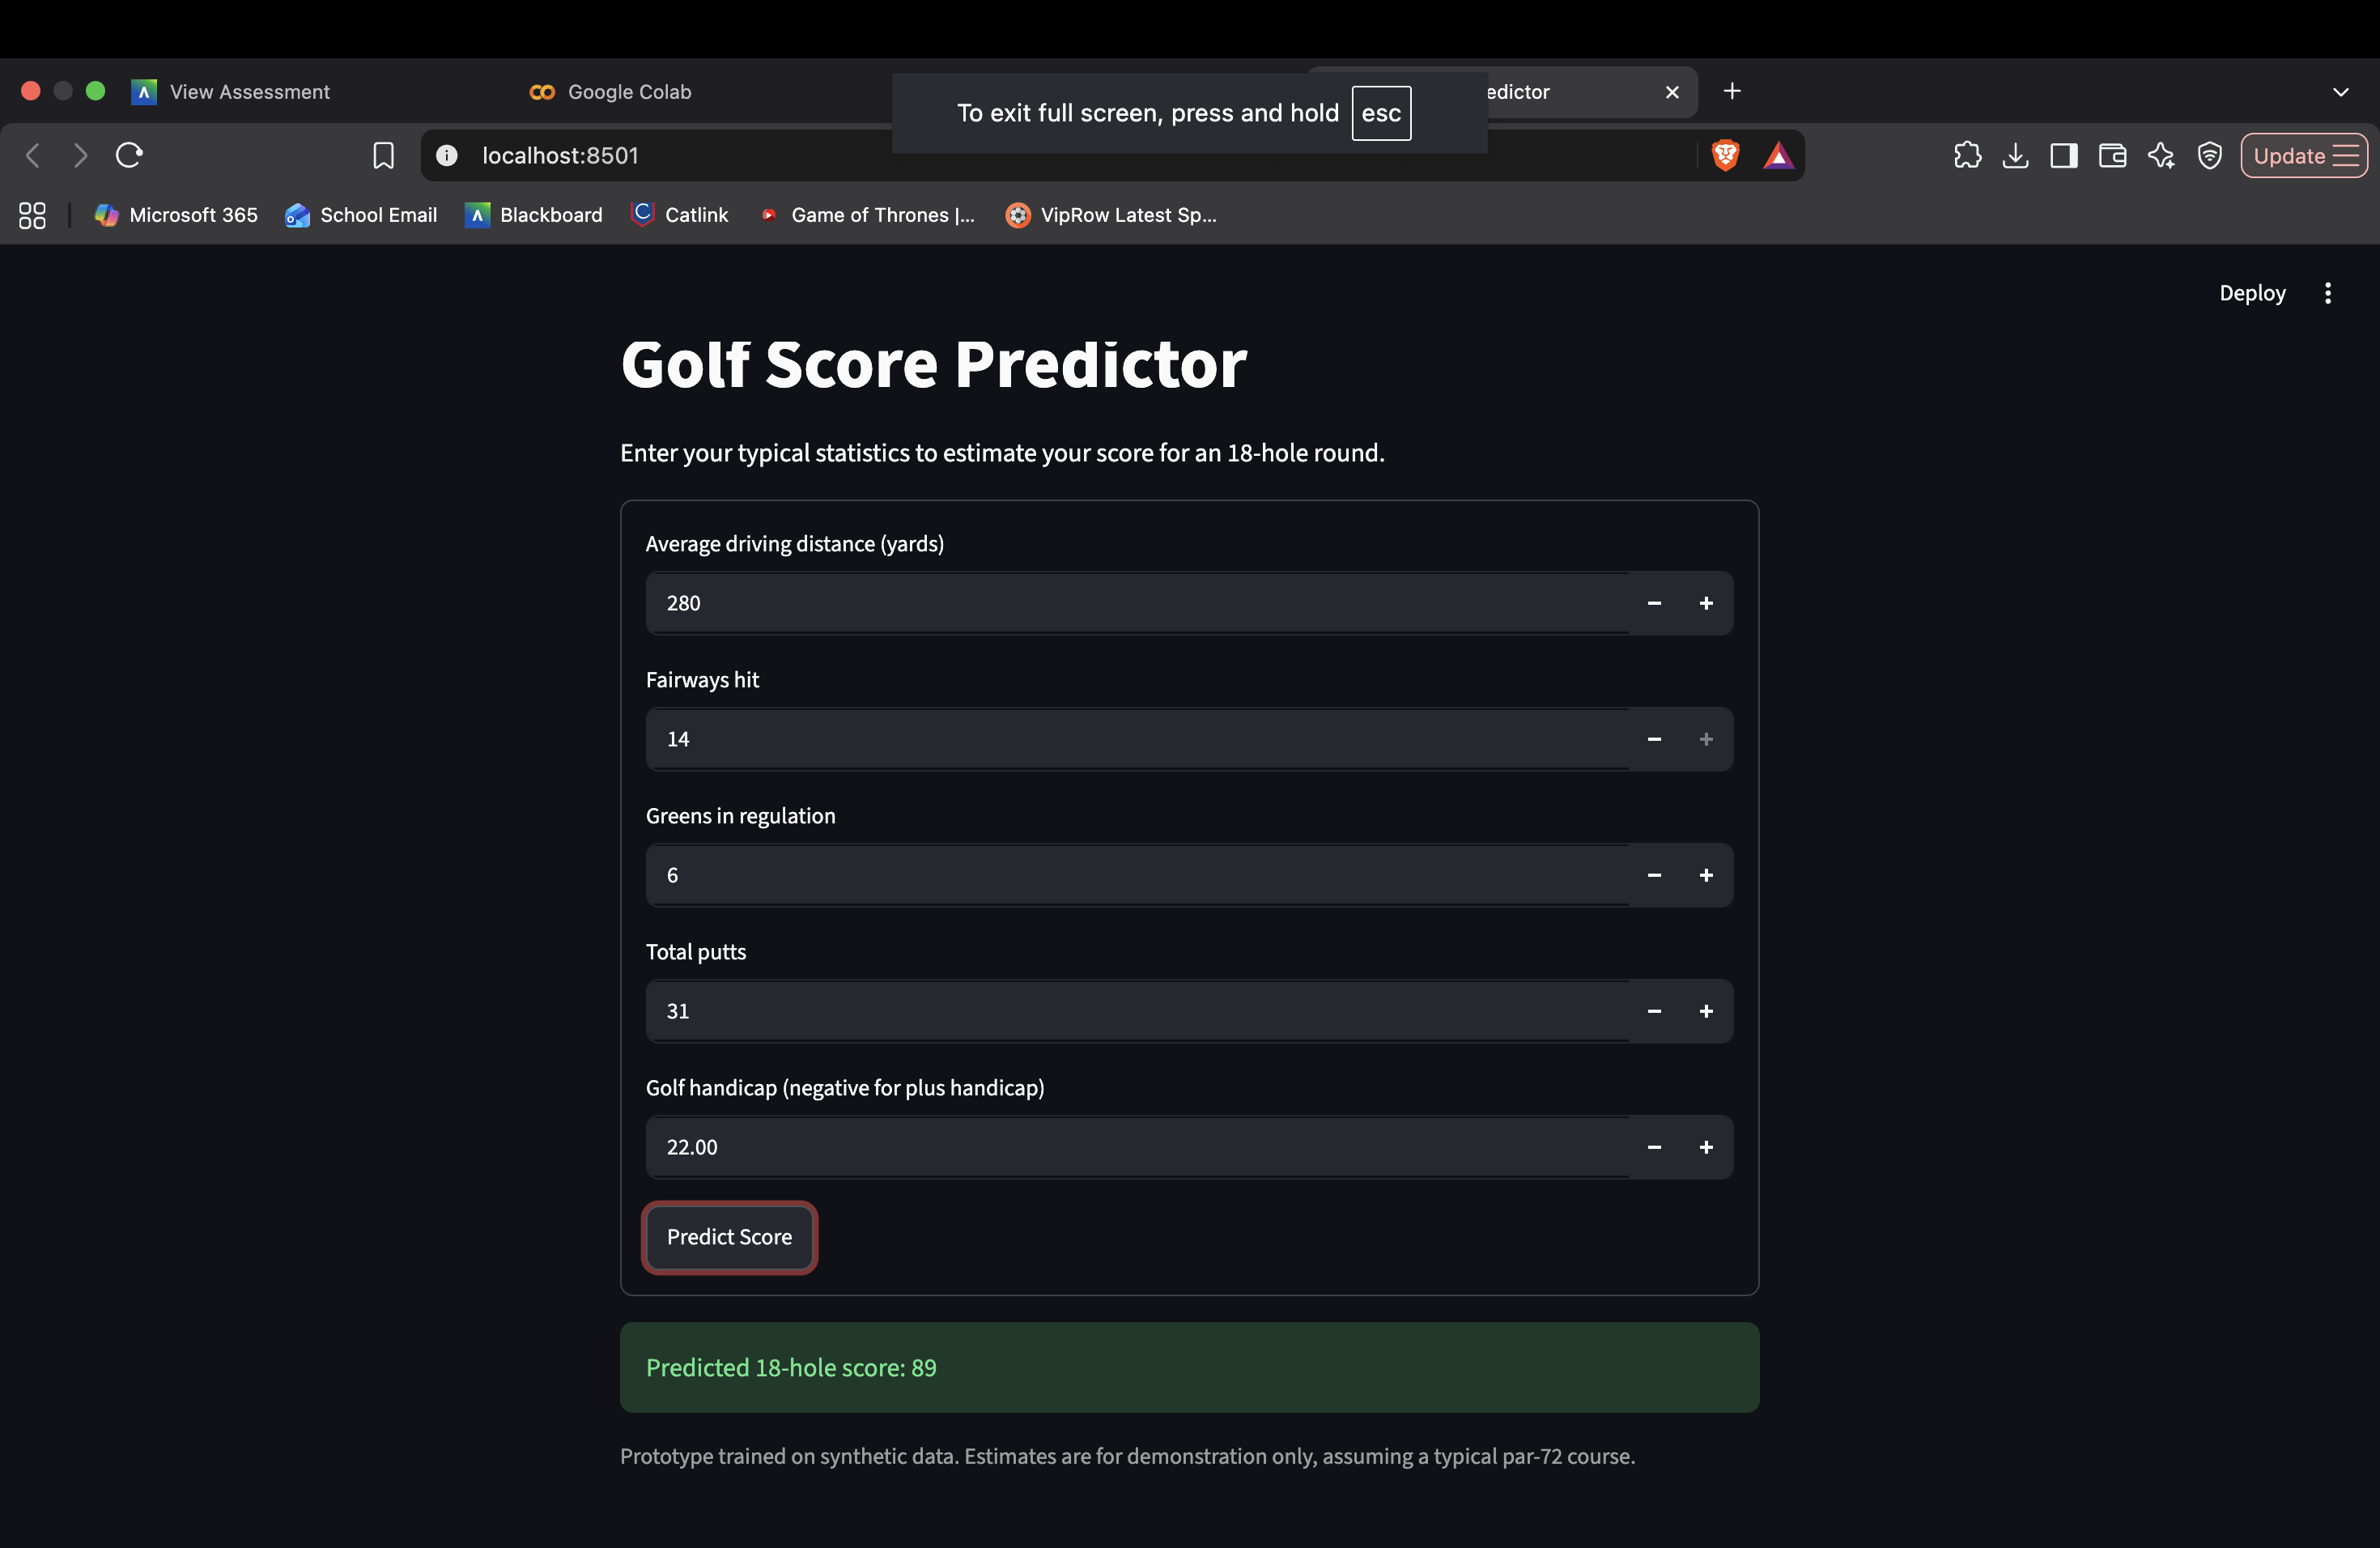 View Assessment
Google Colab
To exit full screen, press and hold esc
edictor
localhost:8501
Update
Microsoft 365
School Email
Blackboard
Catlink
Game of Thrones |...
VipRow Latest Sp...
Deploy
Golf Score Predictor
Enter your typical statistics to estimate your score for an 18-hole round.
Average driving distance (yards)
280
Fairways hit
14
Greens in regulation
6
Total putts
31
Golf handicap (negative for plus handicap)
22.00
Predict Score
Predicted 18-hole score: 89
Prototype trained on synthetic data. Estimates are for demonstration only, assuming a typical par-72 course.